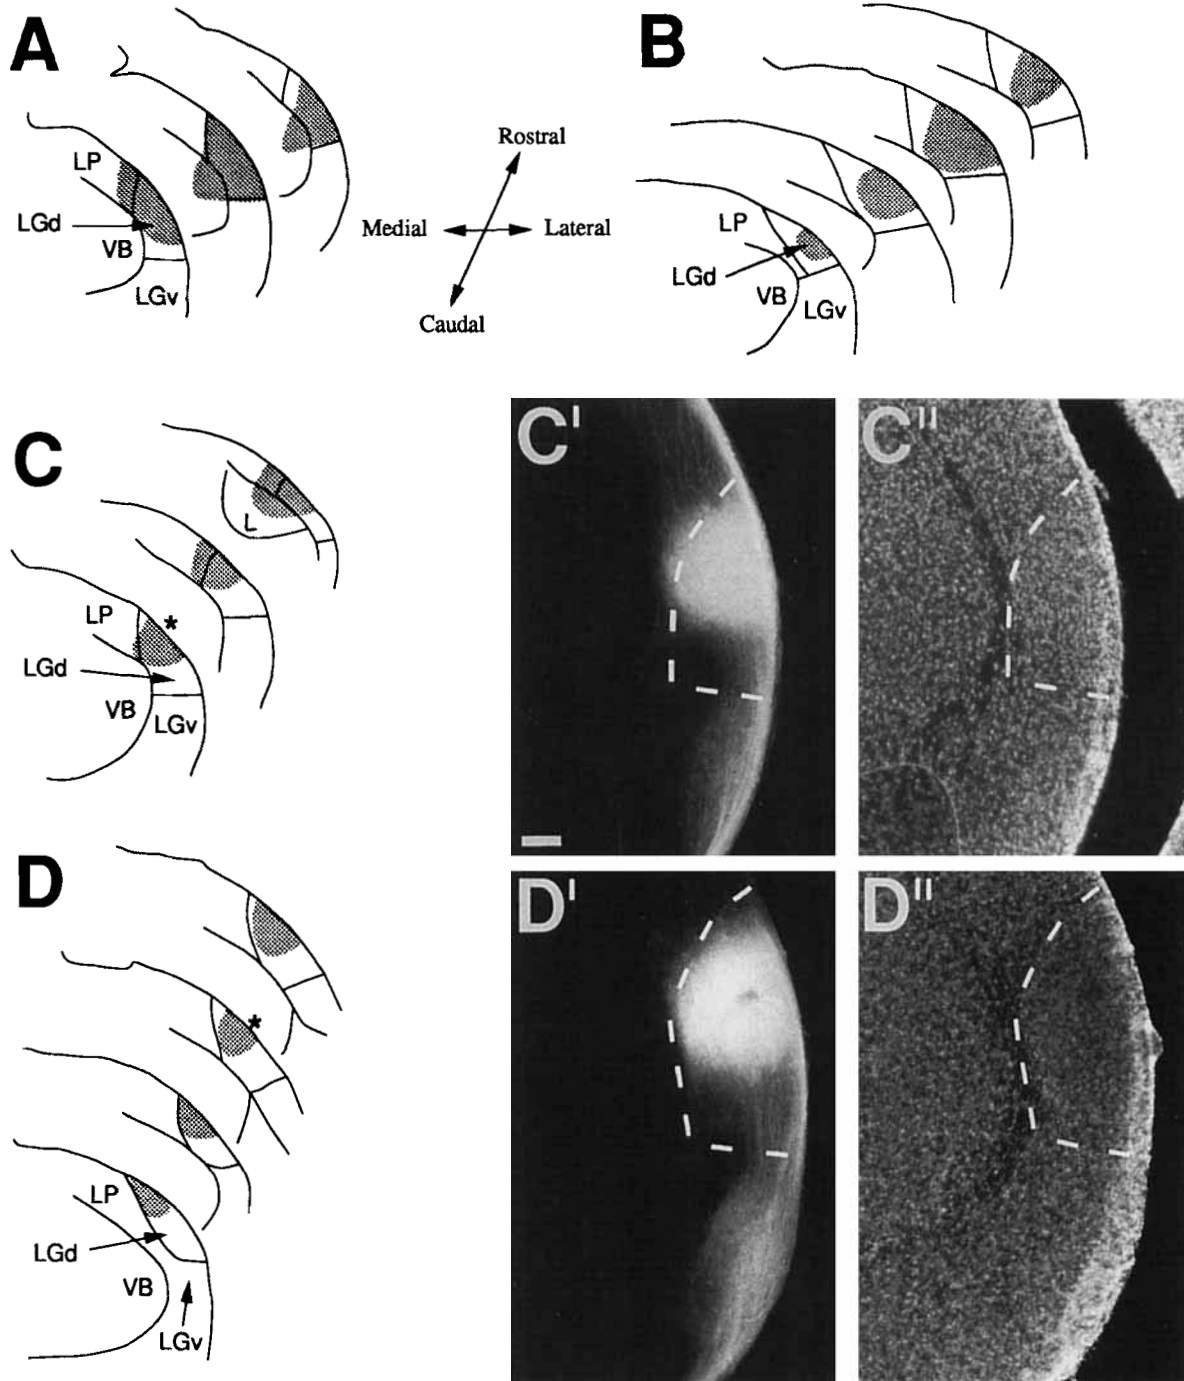 A
B
LP
LGd
VB
LGv
Rostral
Medial
Lateral
Caudal
LP
LGd
VB
LGv
C
L
LP
*
LGd
VB
LGv
C'
C"
D
*
LP
LGd
VB
LGv
D'
D"